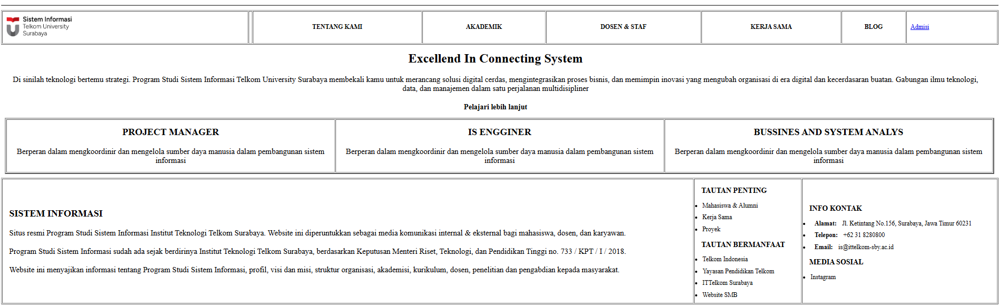 Sistem Informasi
Telkom University
Surabaya
TENTANG KAMI
AKADEMIK
DOSEN & STAF
KERJA SAMA
BLOG
Admisi
Excellend In Connecting System
Di sinilah teknologi bertemu strategi. Program Studi Sistem Informasi Telkom University Surabaya membekali kamu untuk merancang solusi digital cerdas, mengintegrasikan proses bisnis, dan memimpin inovasi yang mengubah organisasi di era digital dan kecerdasaran buatan. Gabungan ilmu teknologi,
data, dan manajemen dalam satu perjalanan multidisipliner
Pelajari lebih lanjut
PROJECT MANAGER
Berperan dalam mengkoordinir dan mengelola sumber daya manusia dalam pembangunan sistem
informasi
IS ENGGINER
Berperan dalam mengkoordinir dan mengelola sumber daya manusia dalam pembangunan sistem
informasi
BUSSINES AND SYSTEM ANALYS
Berperan dalam mengkoordinir dan mengelola sumber daya manusia dalam pembangunan sistem
informasi
SISTEM INFORMASI
Situs resmi Program Studi Sistem Informasi Institut Teknologi Telkom Surabaya. Website ini diperuntukkan sebagai media komunikasi internal & eksternal bagi mahasiswa, dosen, dan karyawan.
Program Studi Sistem Informasi sudah ada sejak berdirinya Institut Teknologi Telkom Surabaya, berdasarkan Keputusan Menteri Riset, Teknologi, dan Pendidikan Tinggi no. 733 / KPT / I / 2018.
Website ini menyajikan informasi tentang Program Studi Sistem Informasi, profil, visi dan misi, struktur organisasi, akademisi, kurikulum, dosen, penelitian dan pengabdian kepada masyarakat.
TAUTAN PENTING
• Mahasiswa & Alumni
• Kerja Sama
• Proyek
TAUTAN BERMANFAAT
• Telkom Indonesia
• Yayasan Pendidikan Telkom
• ITTelkom Surabaya
• Website SMB
INFO KONTAK
• Alamat: Jl. Ketintang No.156, Surabaya, Jawa Timur 60231
• Telepon: +62 31 8280800
• Email: is@ittelkom-sby.ac.id
MEDIA SOSIAL
• Instagram